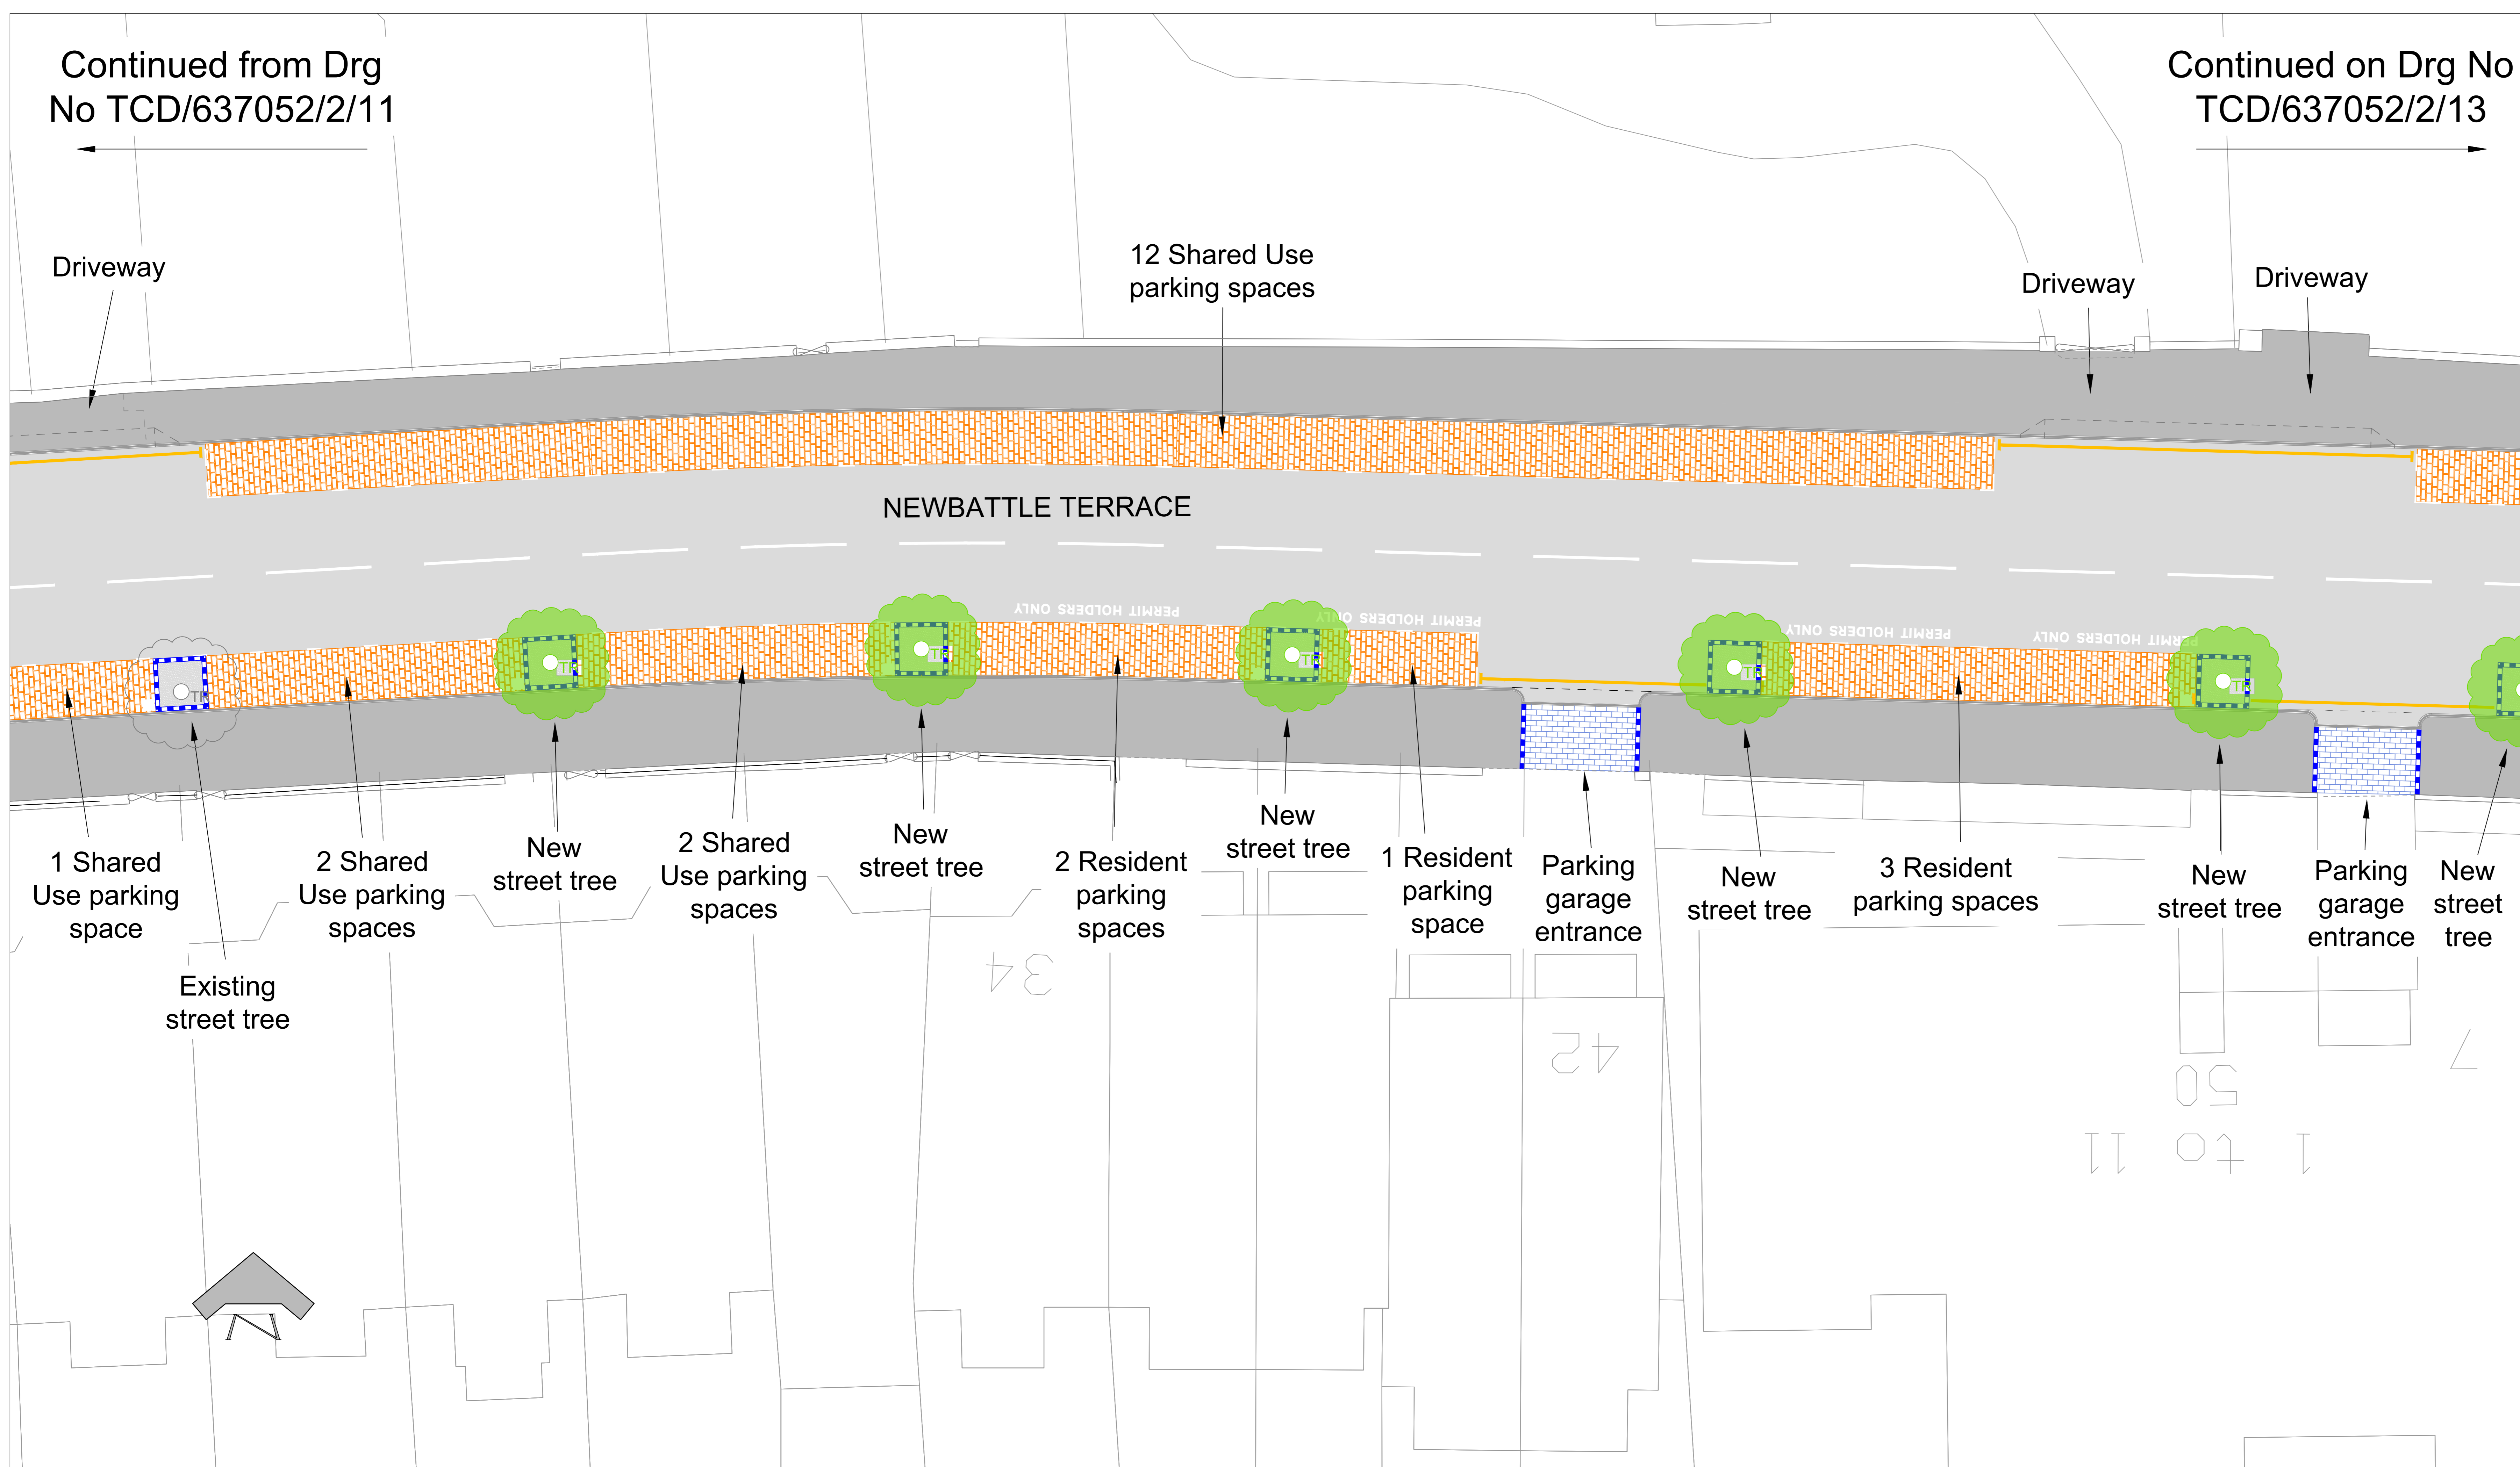 Continued from Drg
No TCD/637052/2/11
Continued on Drg No
TCD/637052/2/13
Driveway
12 Shared Use
parking spaces
Driveway
Driveway
NEWBATTLE TERRACE
PERMIT HOLDERS ONLY
PERMIT HOLDERS ONLY
PERMIT HOLDERS ONLY
PERMIT HOLDERS ONLY
1 Shared
Use parking
space
Existing
street tree
2 Shared
Use parking
spaces
New
street tree
2 Shared
Use parking
spaces
New
street tree
2 Resident
parking
spaces
New
street tree
1 Resident
parking
space
Parking
garage
entrance
New
street tree
3 Resident
parking spaces
New
street tree
Parking
garage
entrance
New
street
tree
34
42
50
1 to 11